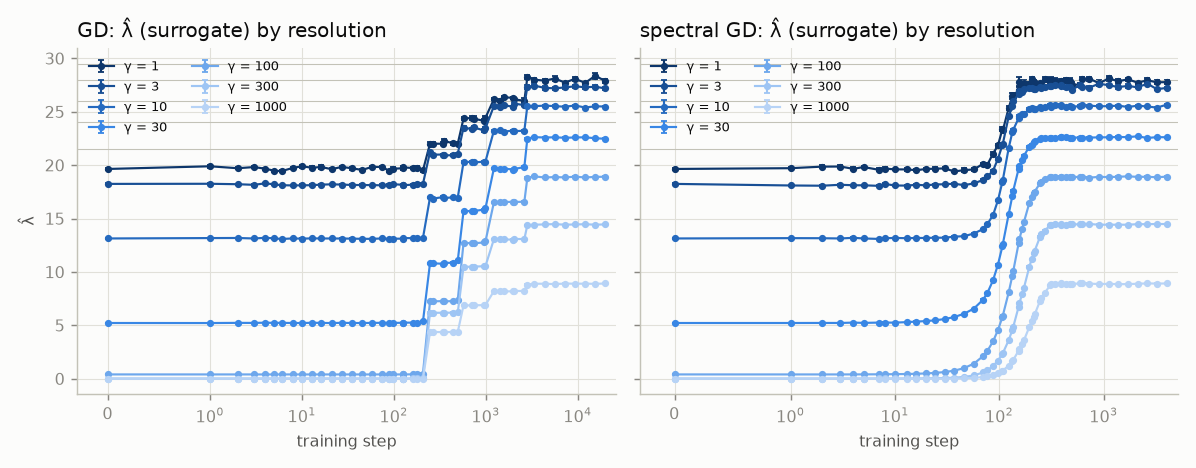 GD: λ̂ (surrogate) by resolution
spectral GD: λ̂ (surrogate) by resolution
30
25
20
15
10
5
0
λ̂
γ = 1
γ = 3
γ = 10
γ = 30
γ = 100
γ = 300
γ = 1000
γ = 1
γ = 3
γ = 10
γ = 30
γ = 100
γ = 300
γ = 1000
0
10⁰
10¹
10²
10³
10⁴
0
10⁰
10¹
10²
10³
training step
training step